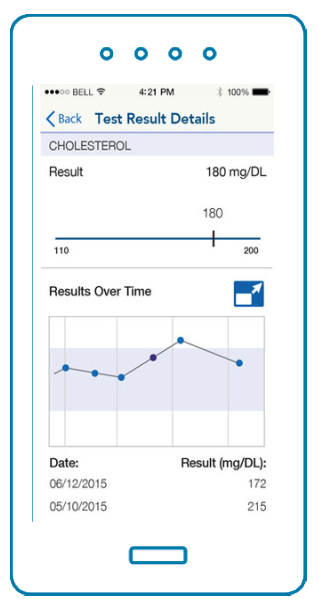 ●●●○○ BELL 4:21 PM 100%
Back Test Result Details
CHOLESTEROL
Result 180 mg/DL
180
110 200
Results Over Time
Date: Result (mg/DL):
06/12/2015 172
05/10/2015 215